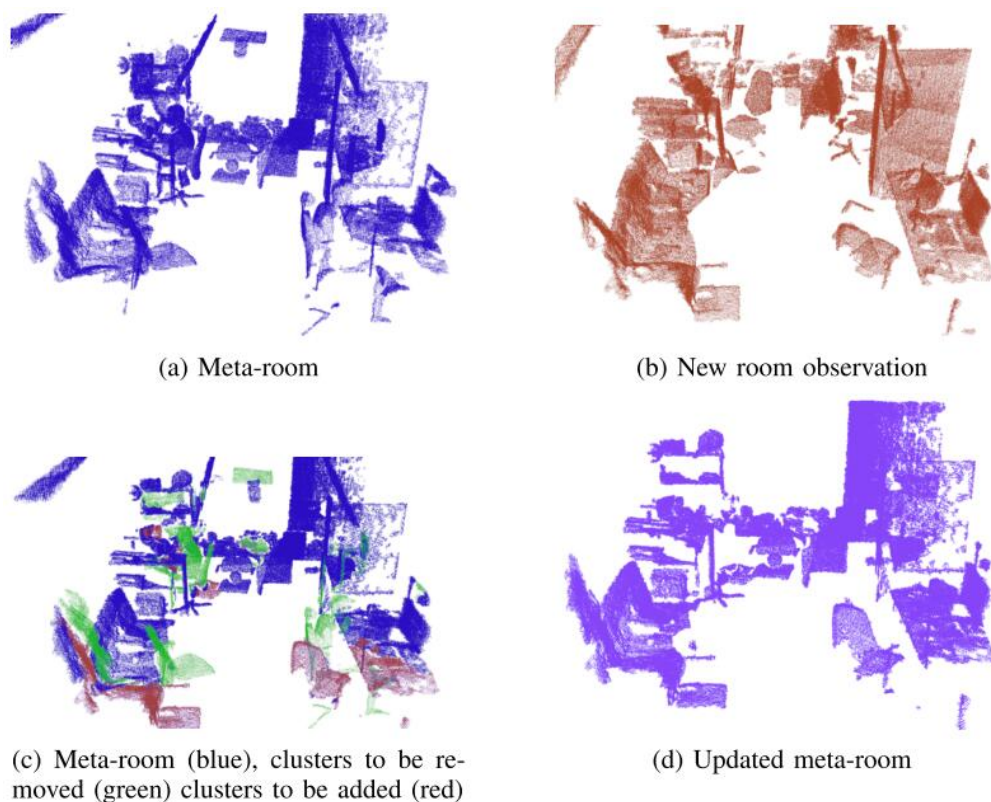 (a) Meta-room
(b) New room observation
(c) Meta-room (blue), clusters to be re-
moved (green) clusters to be added (red)
(d) Updated meta-room